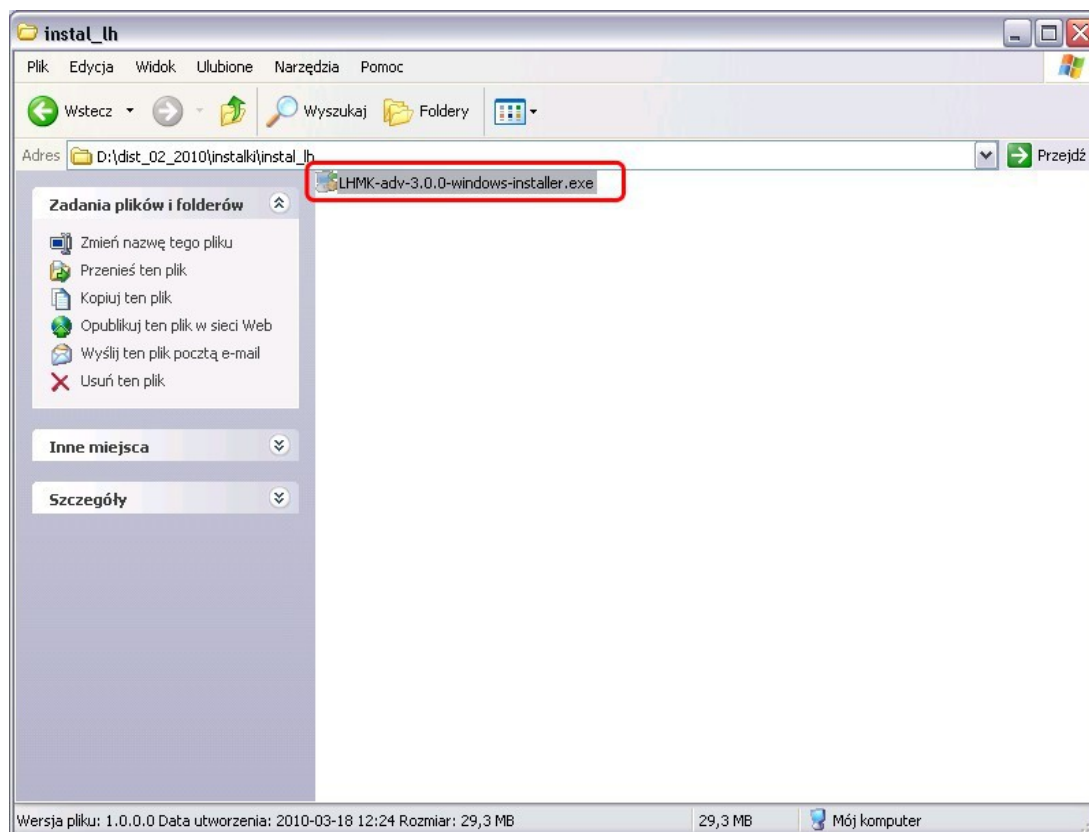 instal_lh
Plik Edycja Widok Ulubione Narzędzia Pomoc
Wstecz Wyszukaj Foldery
Adres D:\dist_02_2010\instalki\instal_lh Przejdź
LHMK-adv-3.0.0-windows-installer.exe
Zadania plików i folderów
Zmień nazwę tego pliku
Przenieś ten plik
Kopiuj ten plik
Opublikuj ten plik w sieci Web
Wyślij ten plik pocztą e-mail
Usuń ten plik
Inne miejsca
Szczegóły
Wersja pliku: 1.0.0.0 Data utworzenia: 2010-03-18 12:24 Rozmiar: 29,3 MB 29,3 MB Mój komputer